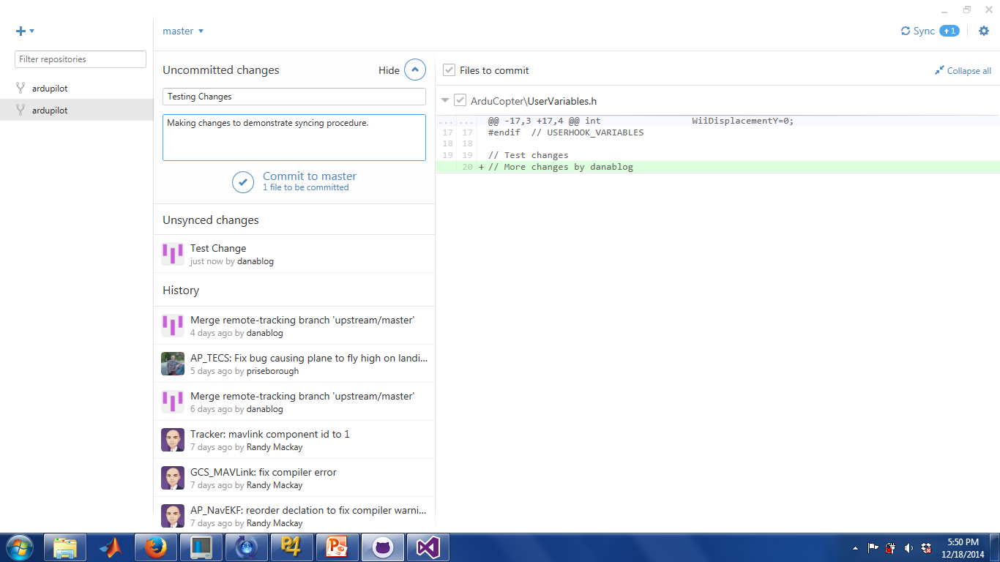 master
Sync 1
Filter repositories
ardupilot
ardupilot
Uncommitted changes
Hide
Testing Changes
Making changes to demonstrate syncing procedure.
Commit to master
1 file to be committed
Unsynced changes
Test Change
just now by danablog
History
Merge remote-tracking branch 'upstream/master'
4 days ago by danablog
AP_TECS: Fix bug causing plane to fly high on landi...
5 days ago by priseborough
Merge remote-tracking branch 'upstream/master'
6 days ago by danablog
Tracker: mavlink component id to 1
7 days ago by Randy Mackay
GCS_MAVLink: fix compiler error
7 days ago by Randy Mackay
AP_NavEKF: reorder declation to fix compiler warni...
7 days ago by Randy Mackay
Files to commit
Collapse all
ArduCopter\UserVariables.h
... ... @@ -17,3 +17,4 @@ int WiiDisplacementY=0;
17 17 #endif // USERHOOK_VARIABLES
18 18
19 19 // Test changes
20 + // More changes by danablog
P4
P
5:50 PM
12/18/2014